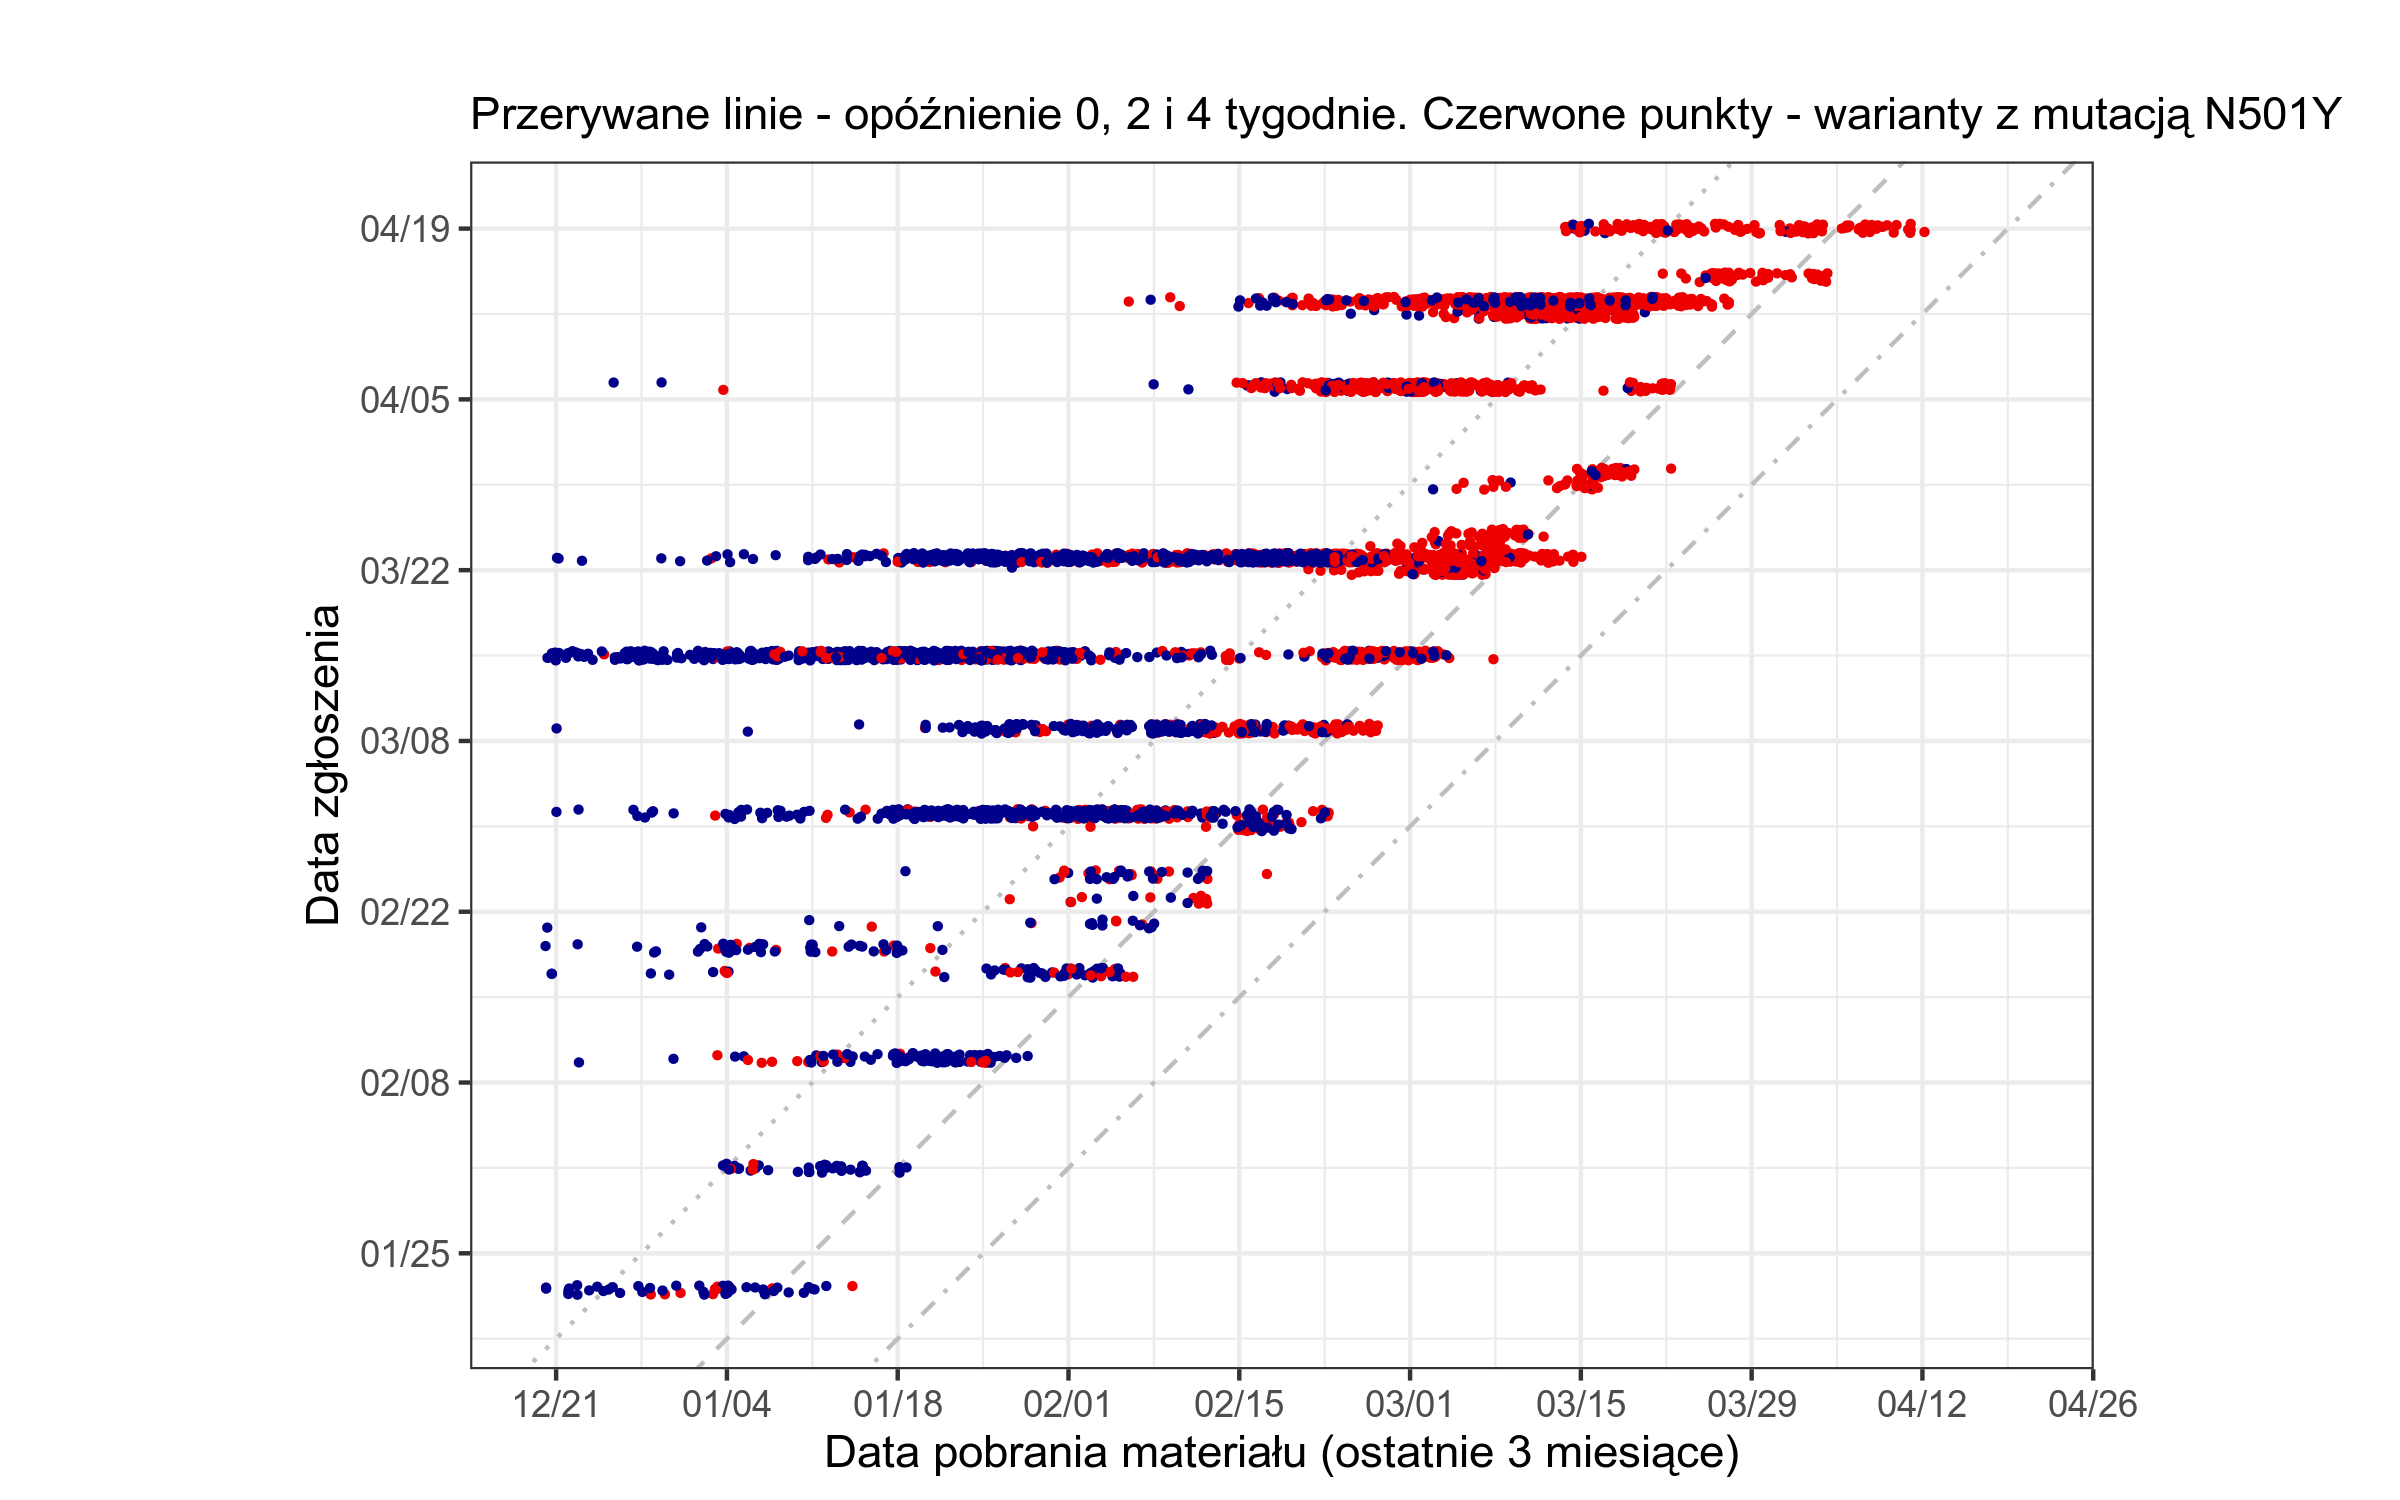 Przerywane linie - opóźnienie 0, 2 i 4 tygodnie. Czerwone punkty - warianty z mutacją N501Y
Data zgłoszenia
04/19
04/05
03/22
03/08
02/22
02/08
01/25
12/21 01/04 01/18 02/01 02/15 03/01 03/15 03/29 04/12 04/26
Data pobrania materiału (ostatnie 3 miesiące)